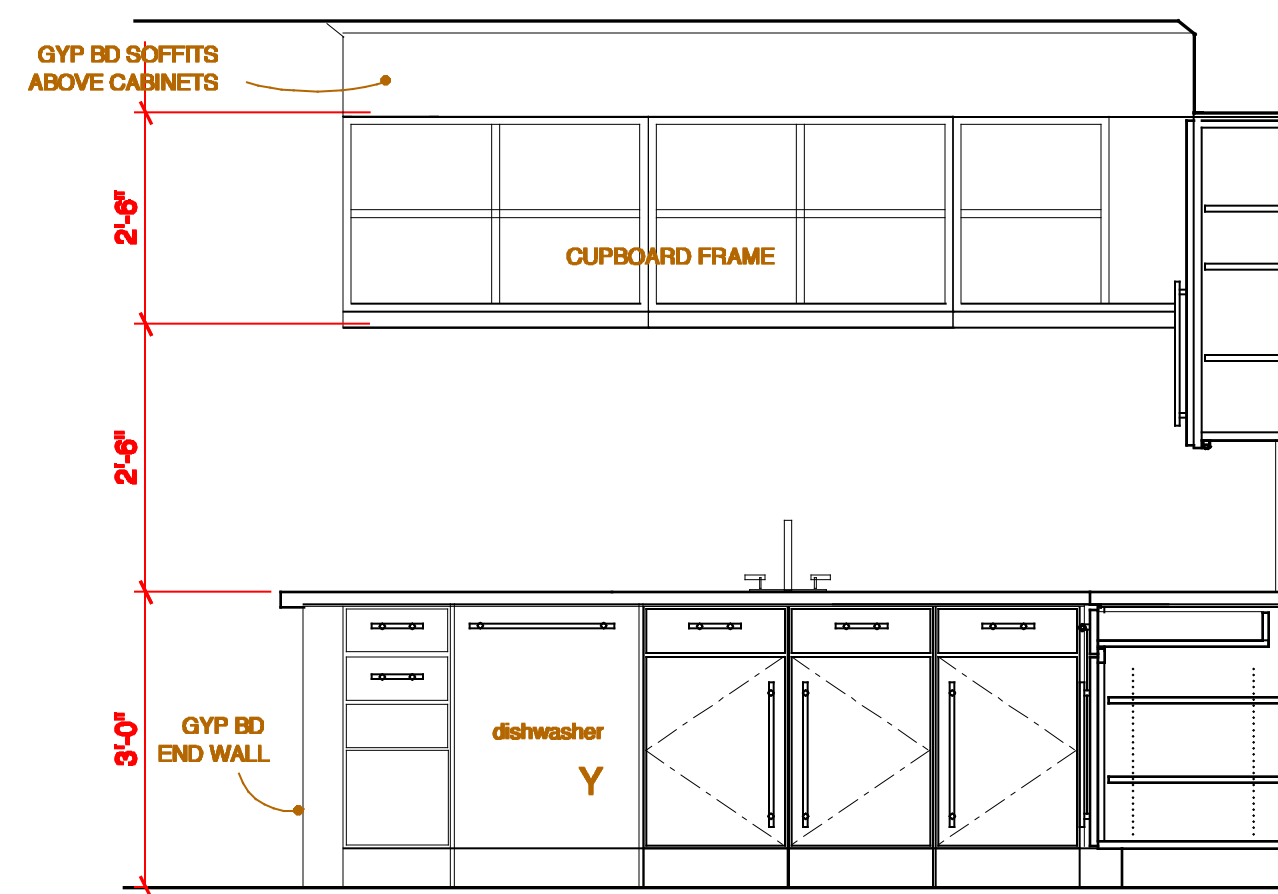 GYP BD SOFFITS
ABOVE CABINETS
2'-6"
CUPBOARD FRAME
2'-6"
3'-0"
GYP BD
END WALL
dishwasher
Y